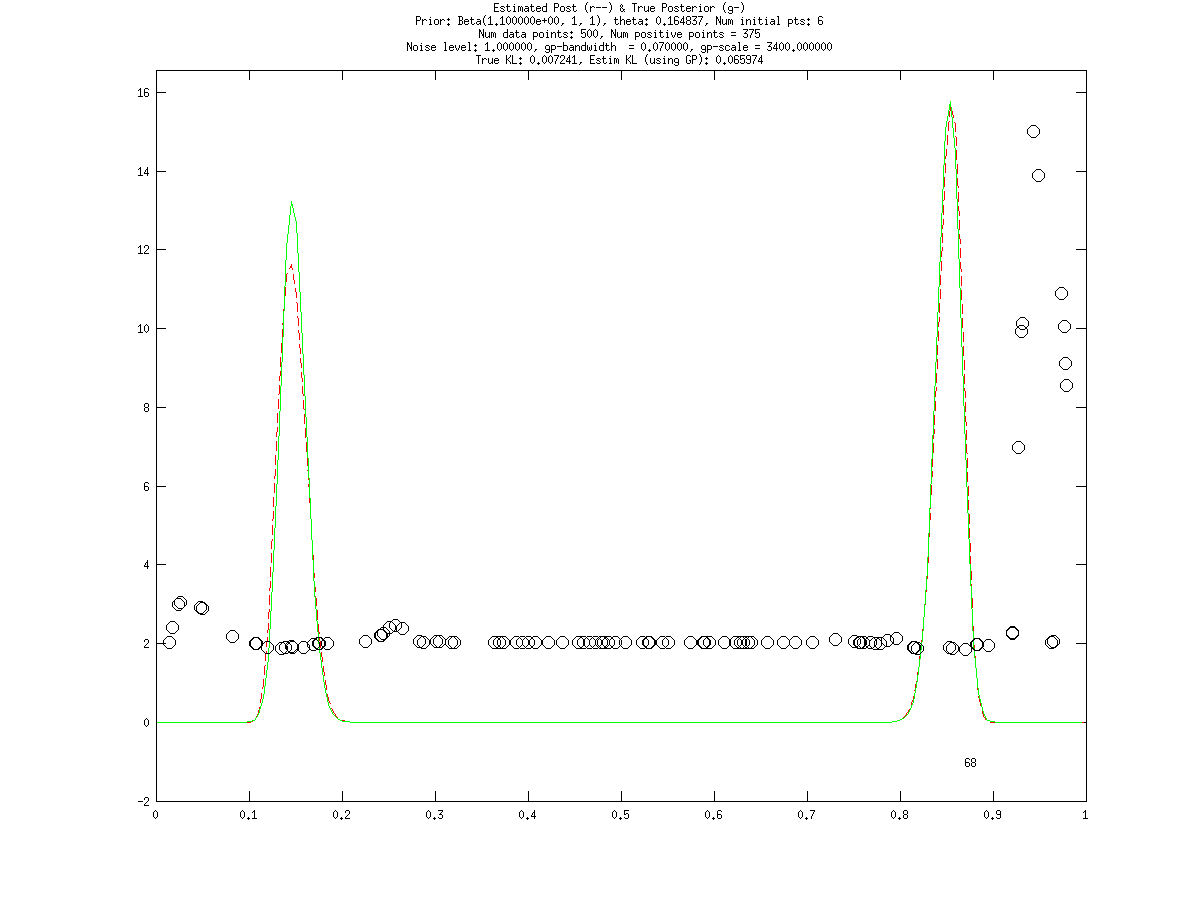 Estimated Post (r--) & True Posterior (g-)
Prior: Beta(1.100000e+00, 1, 1), theta: 0.164837, Num initial pts: 6
Num data points: 500, Num positive points = 375
Noise level: 1.000000, gp-bandwidth  = 0.070000, gp-scale = 3400.000000
True KL: 0.007241, Estim KL (using GP): 0.065974
16
14
12
10
8
6
4
2
0
68
-2
0 0.1 0.2 0.3 0.4 0.5 0.6 0.7 0.8 0.9 1